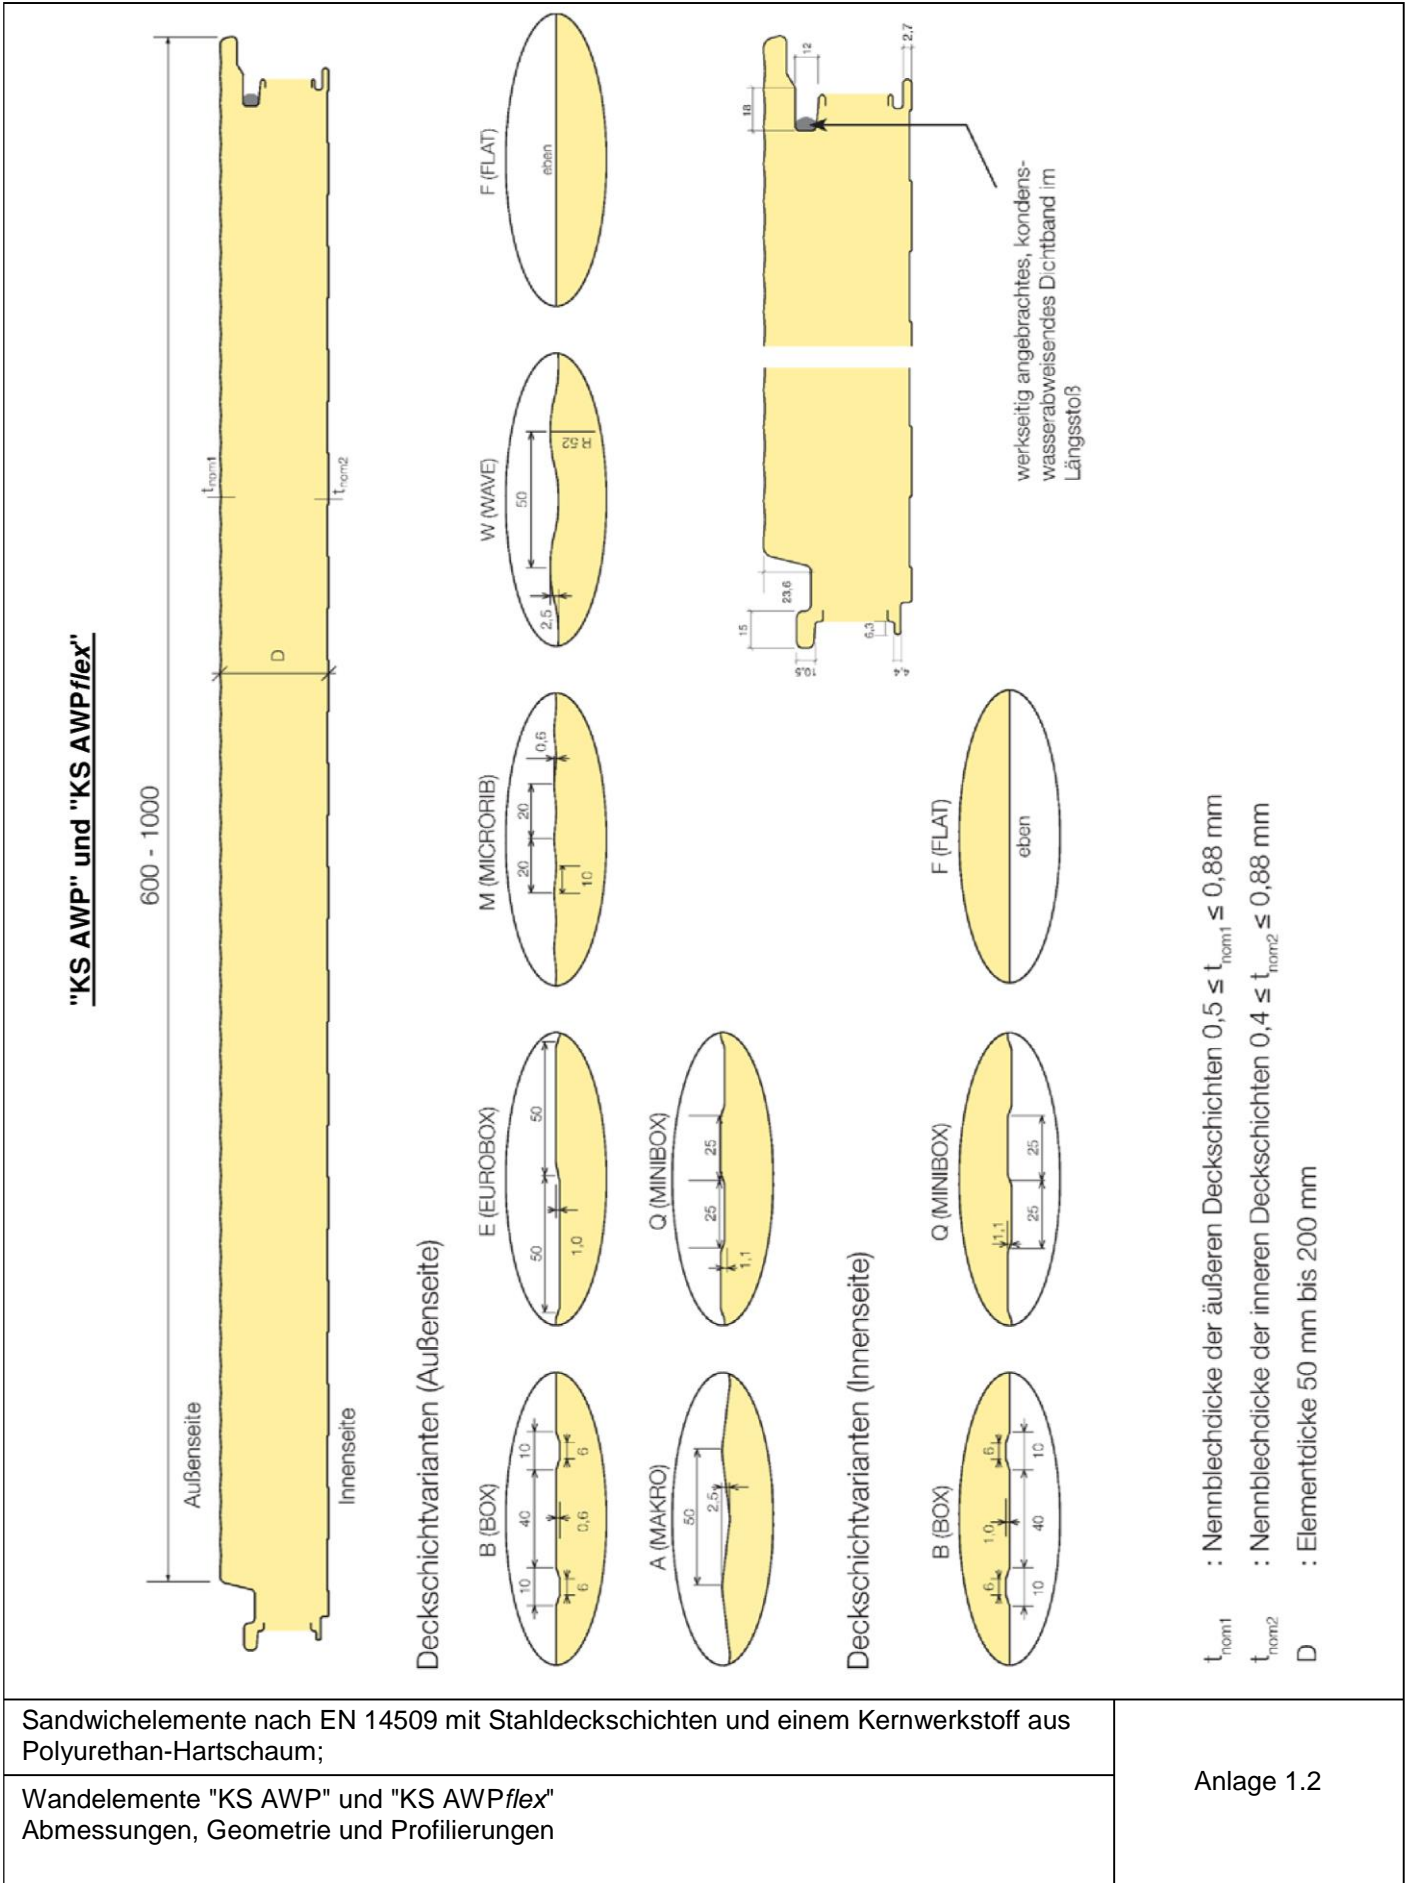 "KS AWP" und "KS AWPflex"
600 - 1000
Außenseite
D
tnom1
tnom2
Innenseite
Deckschichtvarianten (Außenseite)
B (BOX)
10
40
10
6
0,6
6
E (EUROBOX)
50
50
1,0
M (MICRORIB)
20
20
0,6
10
W (WAVE)
50
2,5
R 52
F (FLAT)
eben
A (MAKRO)
50
2,5
Q (MINIBOX)
25
25
1,1
15
23,6
10,5
6,3
4,4
18
12
2,7
werkseitig angebrachtes, kondens-
wasserabweisendes Dichtband im
Längsstoß
Deckschichtvarianten (Innenseite)
B (BOX)
6
1,0
6
10
40
10
Q (MINIBOX)
1,1
25
25
F (FLAT)
eben
tnom1 : Nennblechdicke der äußeren Deckschichten 0,5 ≤ tnom1 ≤ 0,88 mm
tnom2 : Nennblechdicke der inneren Deckschichten 0,4 ≤ tnom2 ≤ 0,88 mm
D : Elementdicke 50 mm bis 200 mm
Sandwichelemente nach EN 14509 mit Stahldeckschichten und einem Kernwerkstoff aus
Polyurethan-Hartschaum;
Wandelemente "KS AWP" und "KS AWPflex"
Abmessungen, Geometrie und Profilierungen
Anlage 1.2